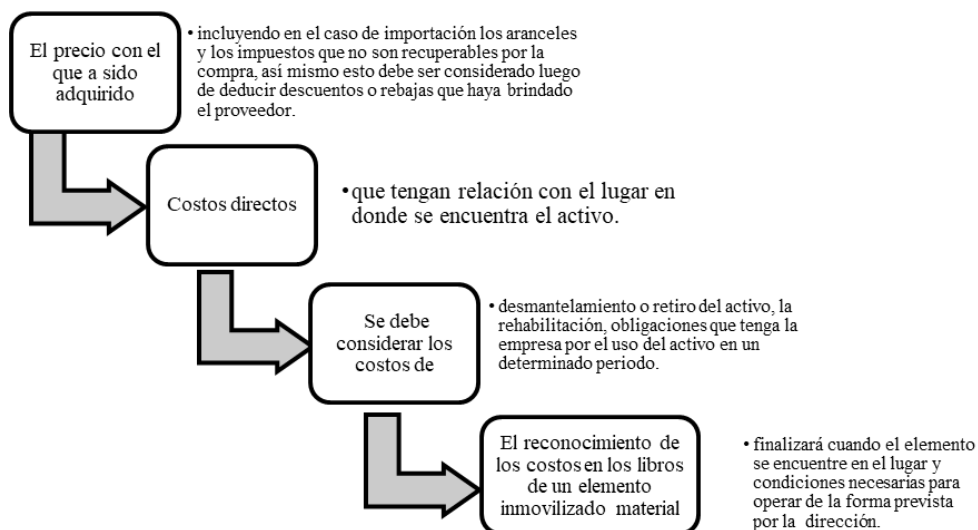 El precio con el
que a sido
adquirido
• incluyendo en el caso de importación los aranceles
y los impuestos que no son recuperables por la
compra, así mismo esto debe ser considerado luego
de deducir descuentos o rebajas que haya brindado
el proveedor.
Costos directos
• que tengan relación con el lugar en
donde se encuentra el activo.
Se debe
considerar los
costos de
• desmantelamiento o retiro del activo, la
rehabilitación, obligaciones que tenga la
empresa por el uso del activo en un
determinado periodo.
El reconocimiento de
los costos en los libros
de un elemento
inmovilizado material
• finalizará cuando el elemento
se encuentre en el lugar y
condiciones necesarias para
operar de la forma prevista
por la dirección.